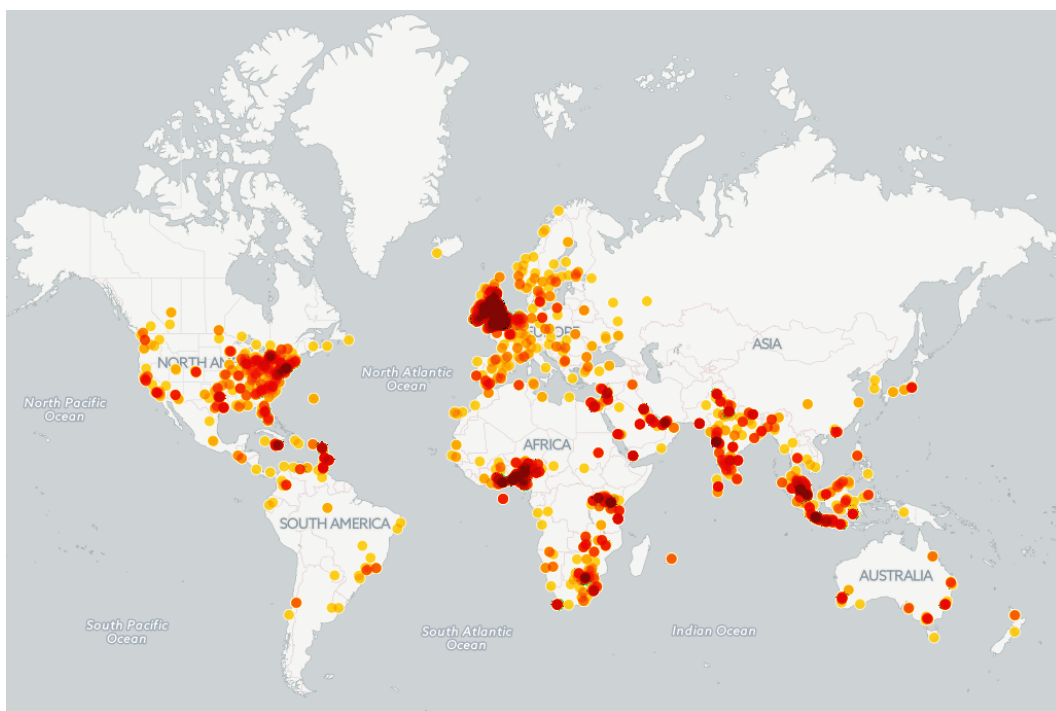 ASIA
NORTH AM
EUROPE
North Atlantic
Ocean
North Pacific
Ocean
AFRICA
SOUTH AMERICA
AUSTRALIA
South Pacific
Ocean
South Atlantic
Ocean
Indian Ocean